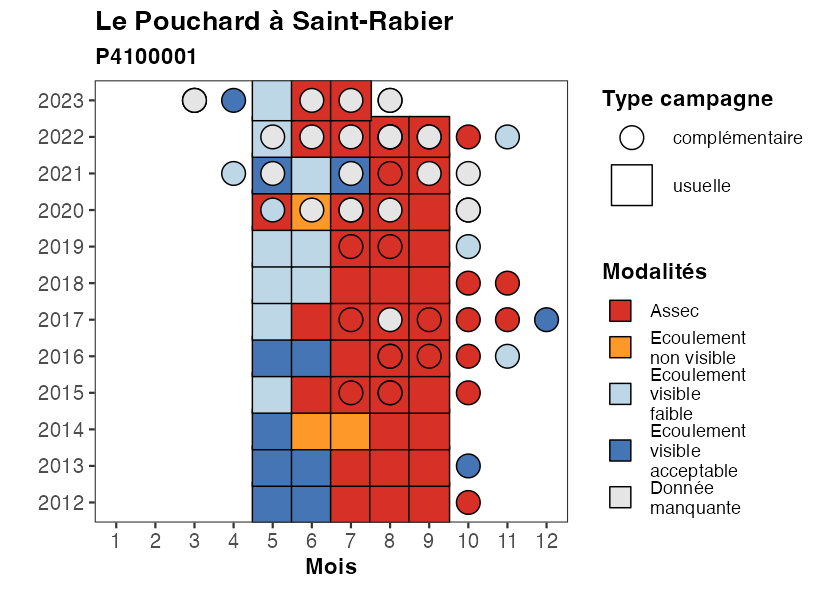 Le Pouchard à Saint-Rabier
P4100001
2023
2022
2021
2020
2019
2018
2017
2016
2015
2014
2013
2012
1 2 3 4 5 6 7 8 9 10 11 12
Mois
Type campagne
complémentaire
usuelle
Modalités
Assec
Ecoulement
non visible
Ecoulement
visible
faible
Ecoulement
visible
acceptable
Donnée
manquante